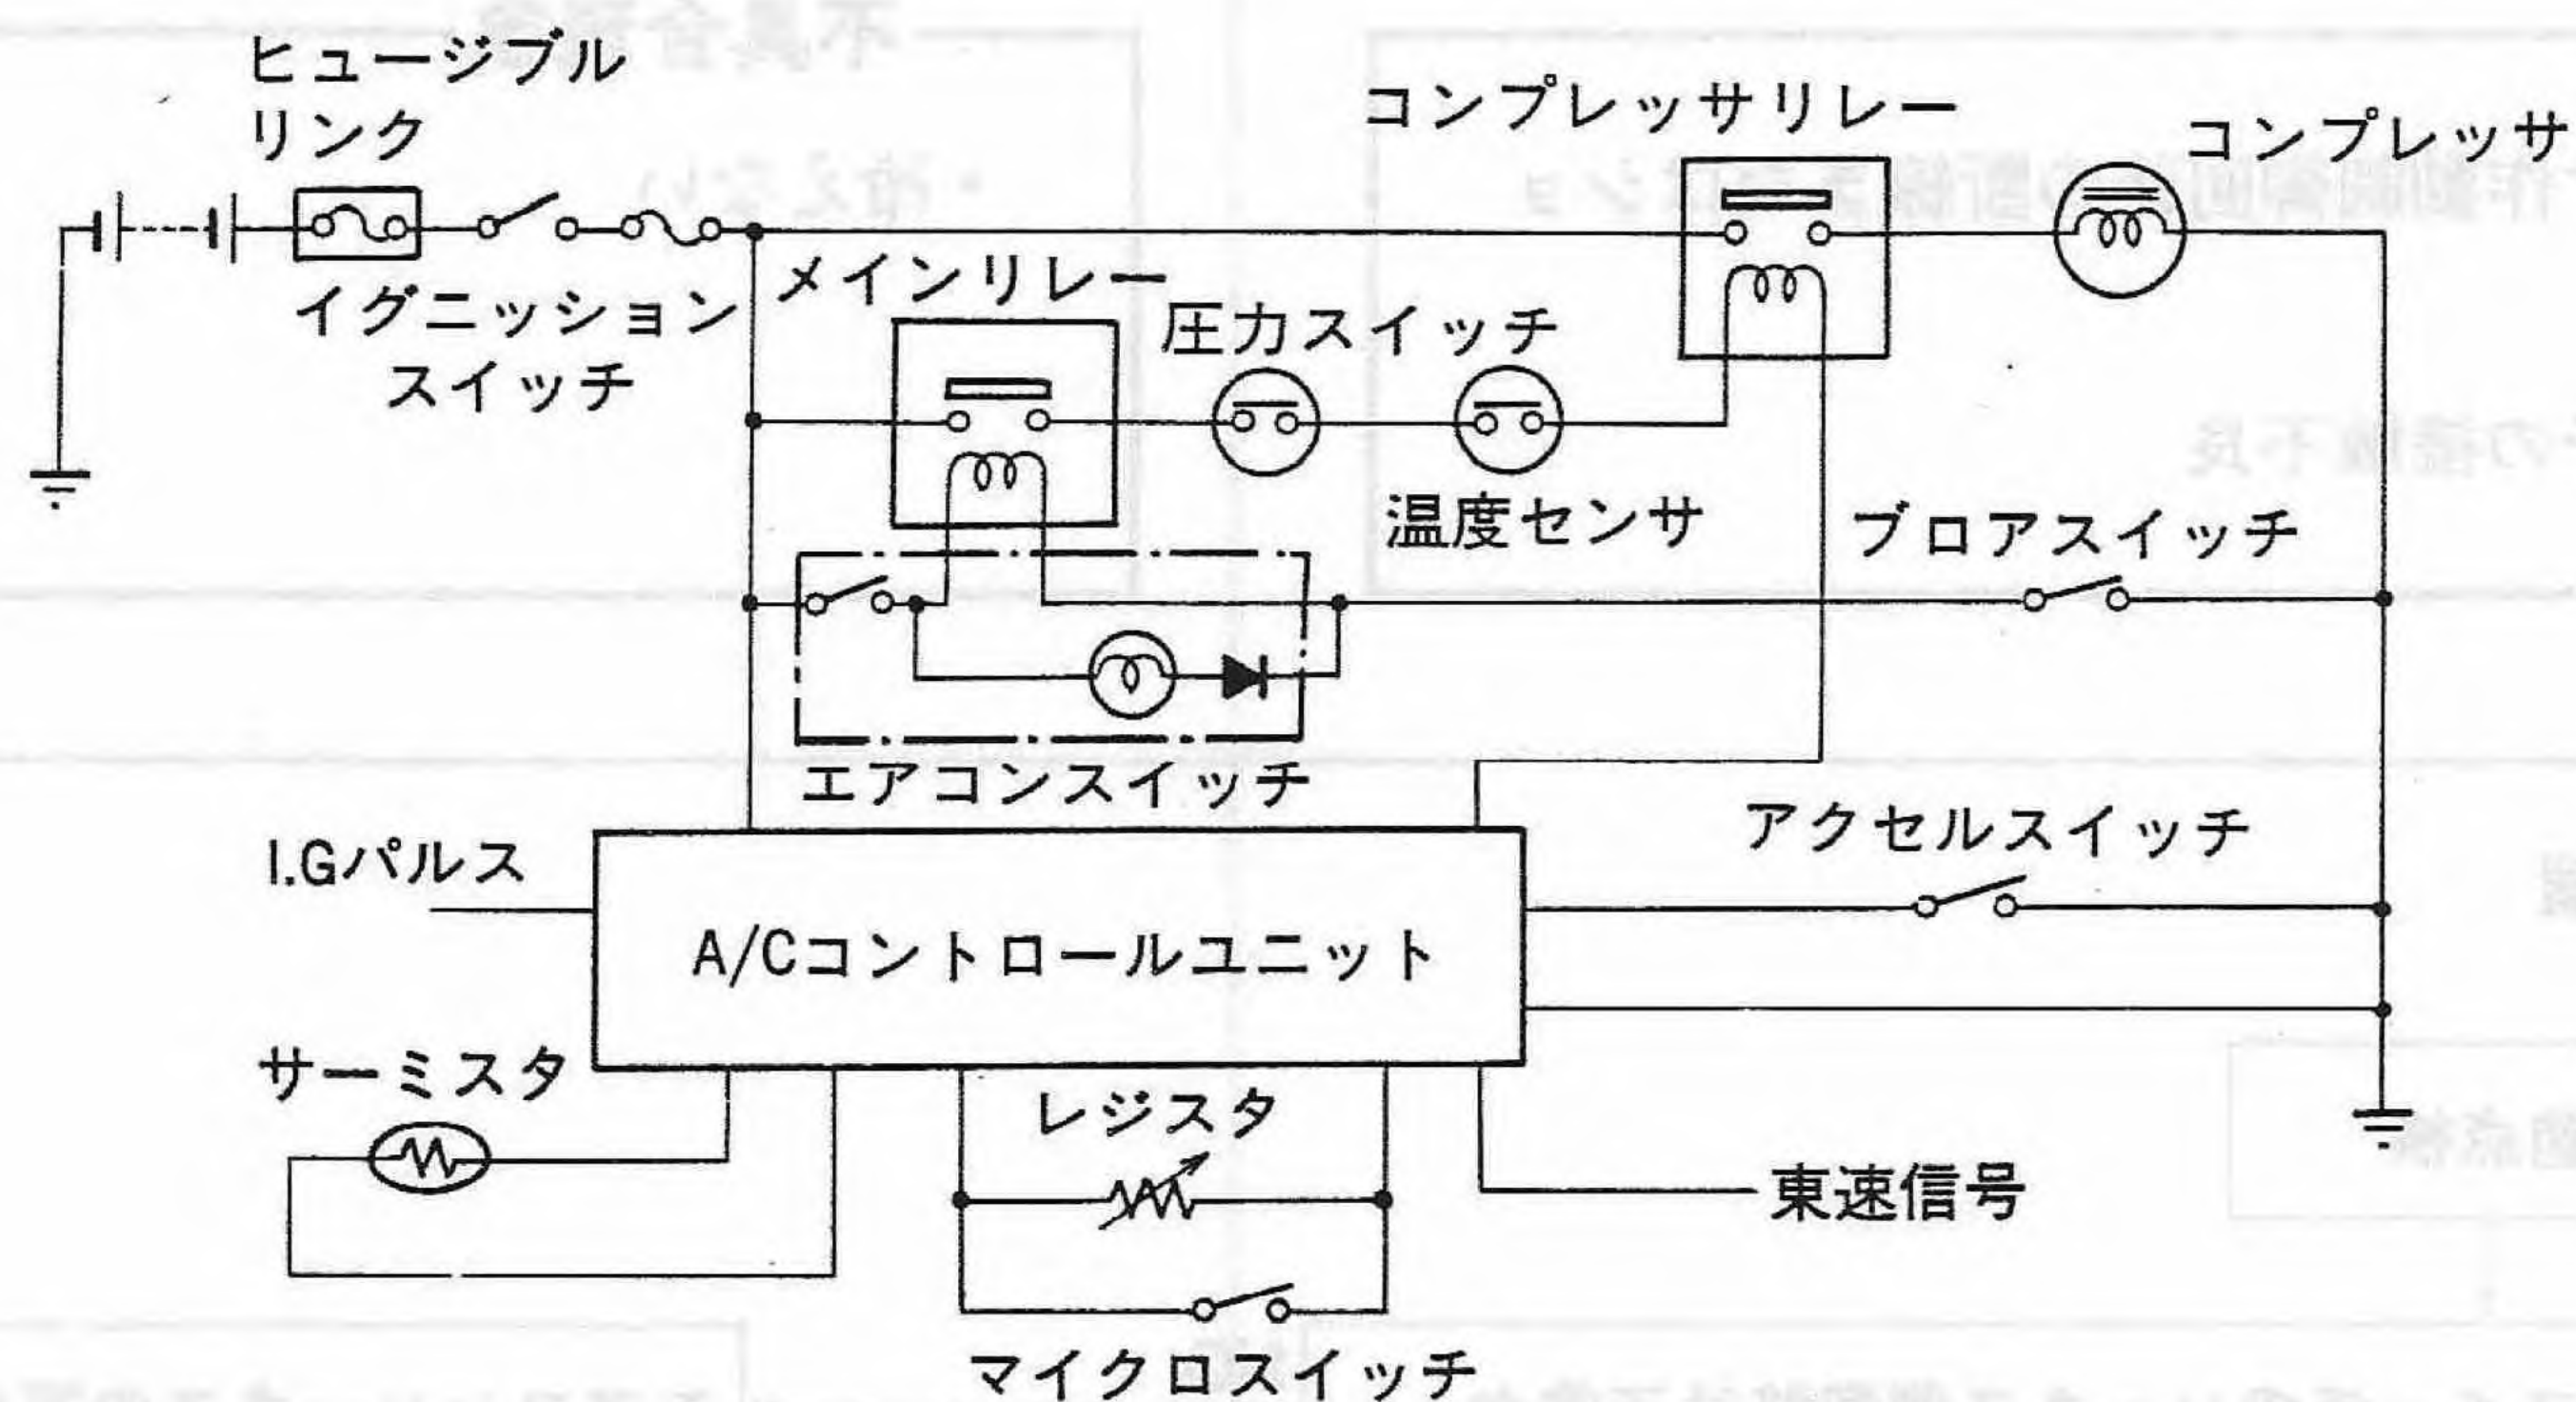 ヒュージブル
リンク
コンプレッサリレー
コンプレッサ
イグニッション
スイッチ
メインリレー
圧力スイッチ
温度センサ
ブロアスイッチ
エアコンスイッチ
アクセルスイッチ
I.Gパルス
A/Cコントロールユニット
サーミスタ
レジスタ
東速信号
マイクロスイッチ